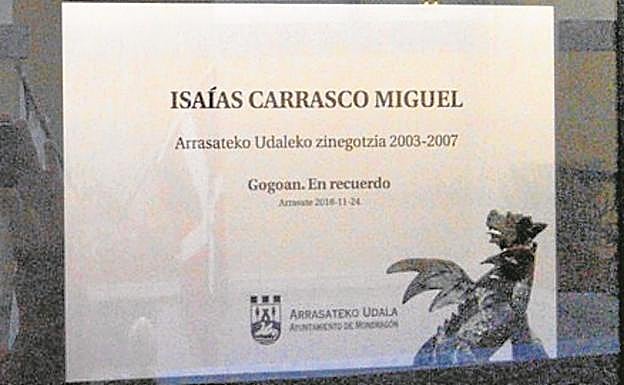 ISAÍAS CARRASCO MIGUEL
Arrasateko Udaleko zinegotzia 2003-2007
Gogoan. En recuerdo
Arrasate 2018-11-24.
ARRASATEKO UDALA
AYUNTAMIENTO DE MONDRAGÓN